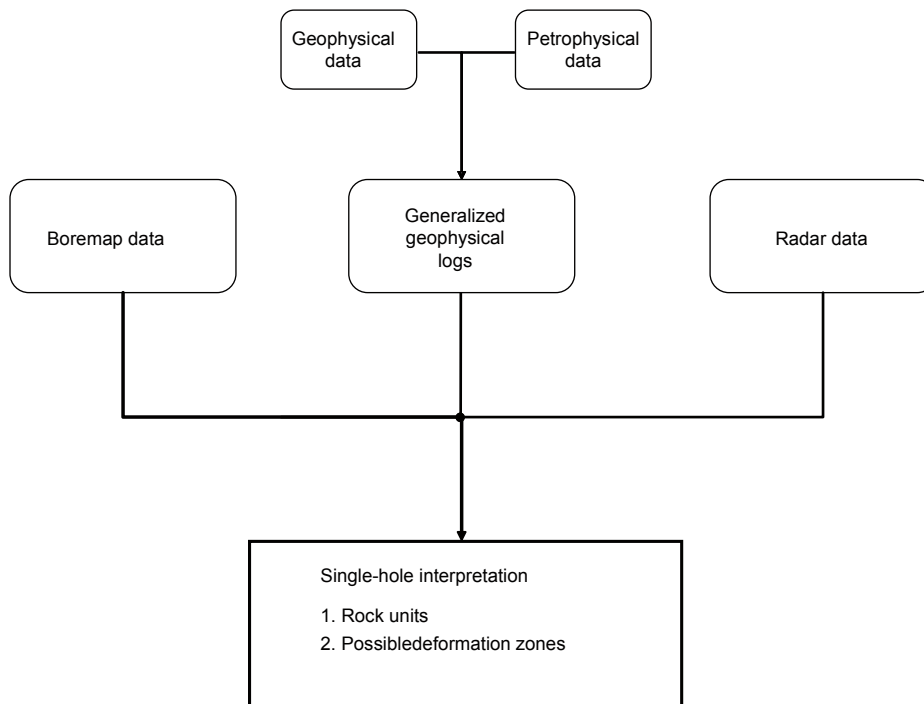 Geophysical
data
Petrophysical
data
Boremap data
Generalized
geophysical
logs
Radar data
Single-hole interpretation
1. Rock units
2. Possibledeformation zones